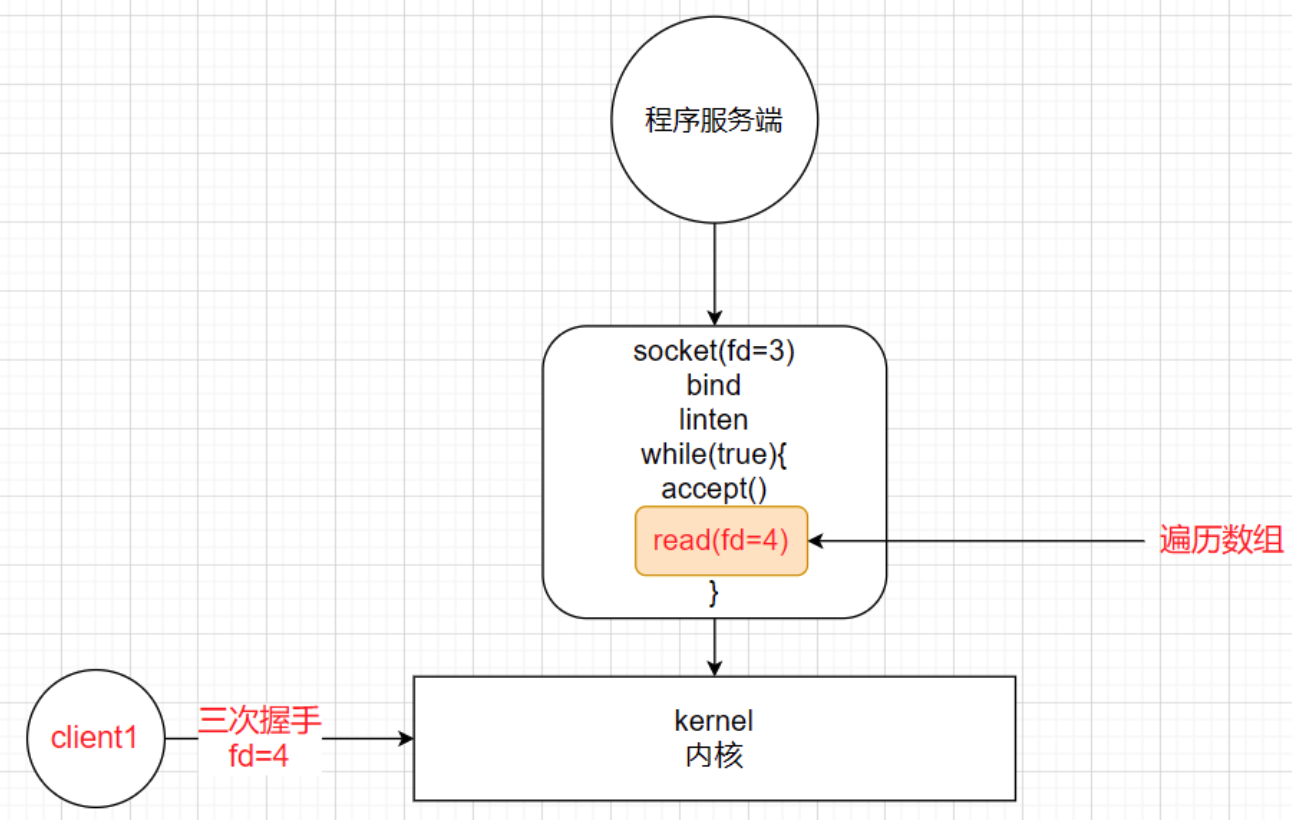 程序服务端
socket(fd=3)
bind
linten
while(true){
accept()
read(fd=4)
遍历数组
}
client1
三次握手
fd=4
kernel
内核